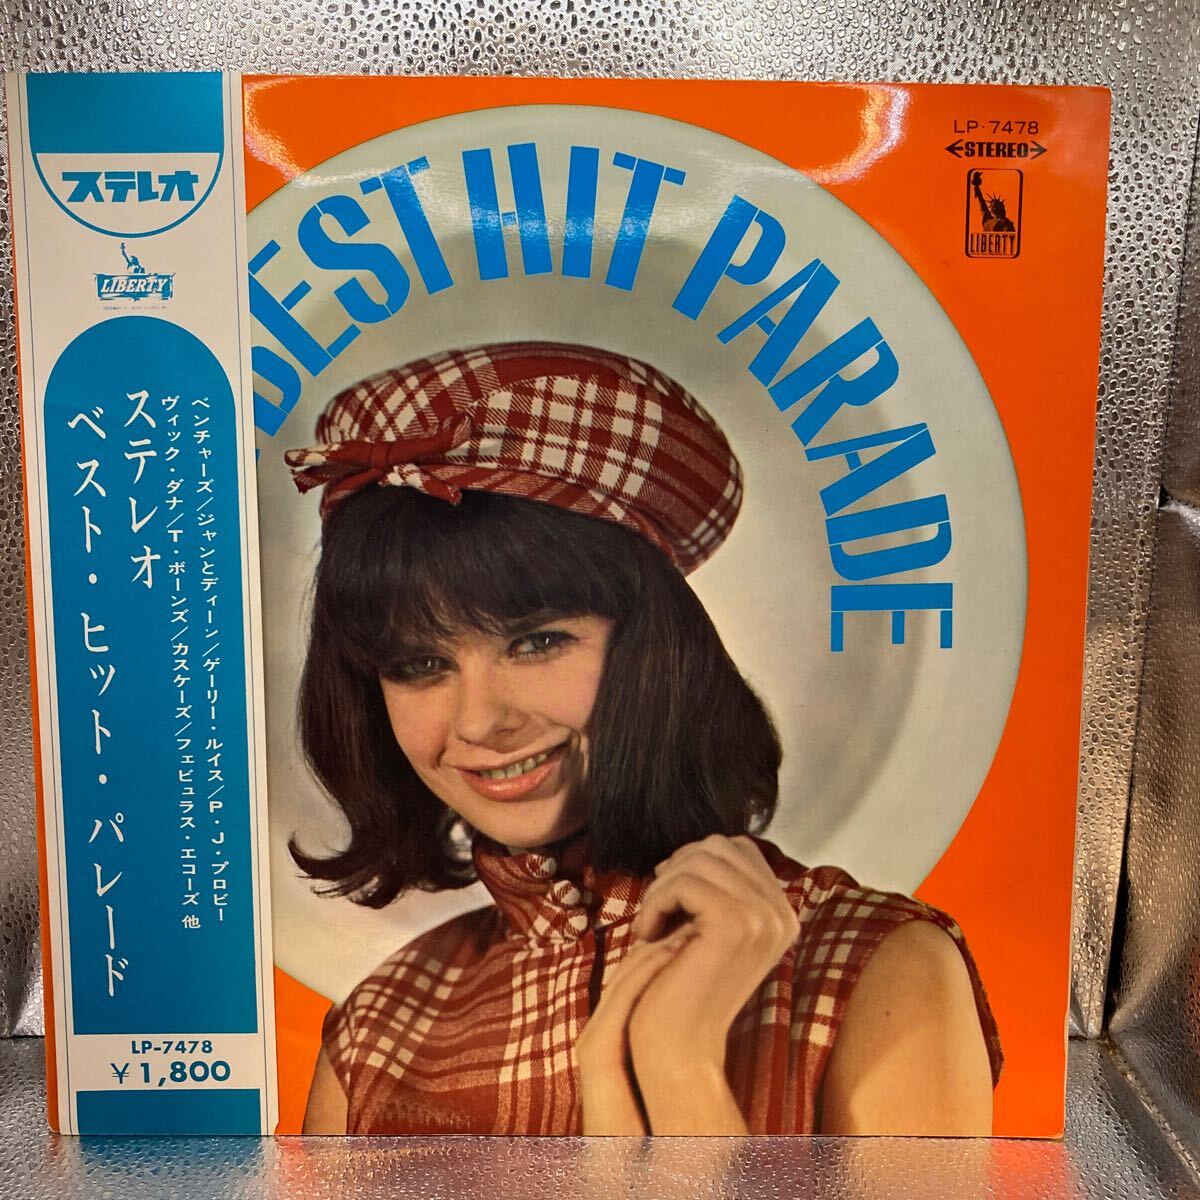 ステレオ
LIBERTY
ステレオ
ベスト・ヒット・パレード
ベンチャーズ/ジャンとディーン/ゲーリー・ルイス/P・J・プロビー
ヴィック・ダナ/T・ボーンズ/カスケーズ/フェビュラス・エコーズ 他
LP-7478
¥1,800
BEST HIT PARADE
LP・7478
STEREO
LIBERTY